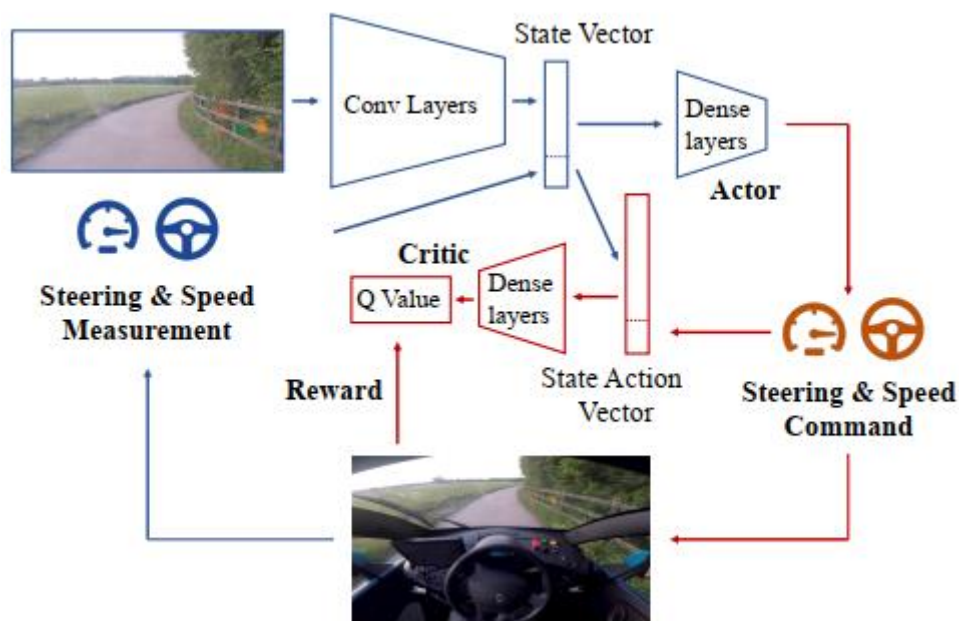 State Vector
Conv Layers
Dense
layers
Actor
Critic
Q Value
Dense
layers
Steering & Speed
Measurement
State Action
Vector
Reward
Steering & Speed
Command